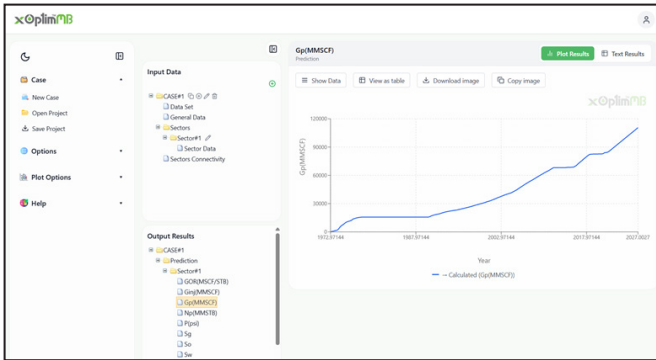 xOptimMB
Case
New Case
Open Project
Save Project
Options
Plot Options
Help
Input Data
CASE#1
Data Set
General Data
Sectors
Sector#1
Sector Data
Sectors Connectivity
Output Results
CASE#1
Prediction
Sector#1
GOR(MSCF/STB)
Ginj(MMSCF)
Gp(MMSCF)
Np(MMSTB)
P(psi)
Sg
So
Sw
Gp(MMSCF)
Prediction
Plot Results
Text Results
Show Data
View as table
Download image
Copy image
xOptimMB
Gp(MMSCF)
120000
90000
60000
30000
0
1972.97144
1987.97144
2002.97144
2017.97144
2027.0027
Year
Calculated (Gp(MMSCF))